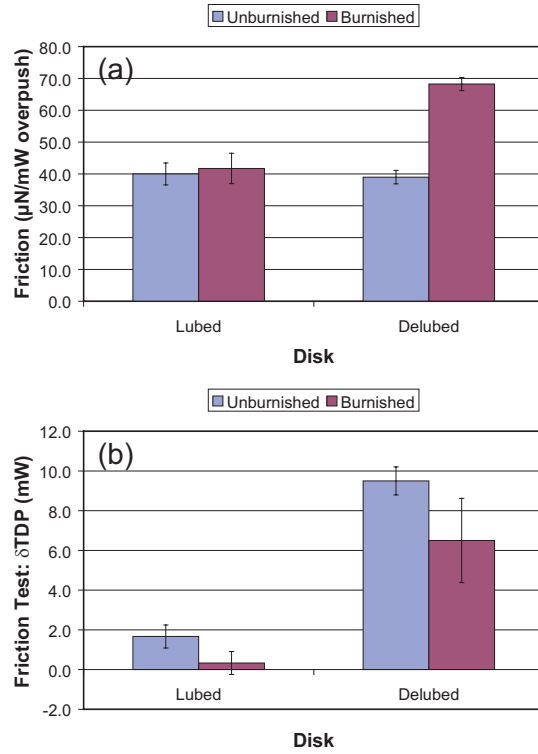 Unburnished Burnished
(a)
Friction (µN/mW overpush)
80.0
70.0
60.0
50.0
40.0
30.0
20.0
10.0
0.0
Lubed Delubed
Disk
Unburnished Burnished
(b)
Friction Test: δTDP (mW)
12.0
10.0
8.0
6.0
4.0
2.0
0.0
-2.0
Lubed Delubed
Disk